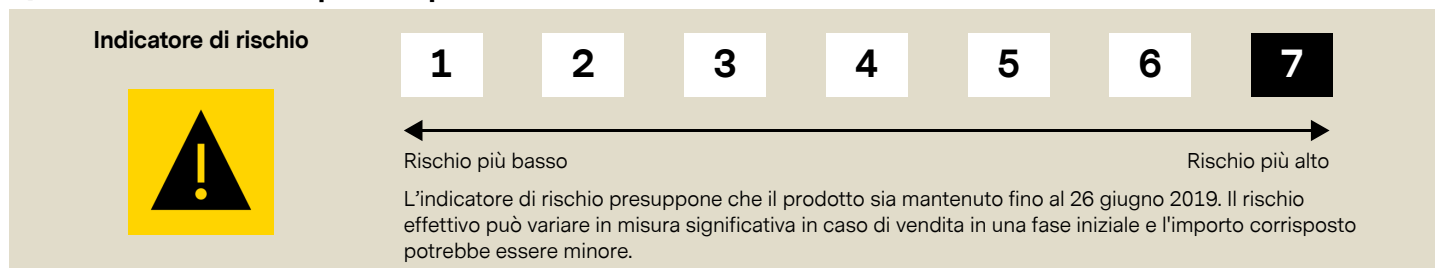 Indicatore di rischio
1 2 3 4 5 6 7
Rischio più basso Rischio più alto
L'indicatore di rischio presuppone che il prodotto sia mantenuto fino al 26 giugno 2019. Il rischio
effettivo può variare in misura significativa in caso di vendita in una fase iniziale e l'importo corrisposto
potrebbe essere minore.